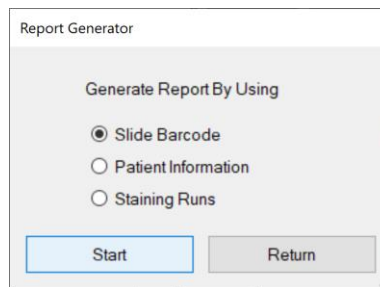 Report Generator
Generate Report By Using
Slide Barcode
Patient Information
Staining Runs
Start Return